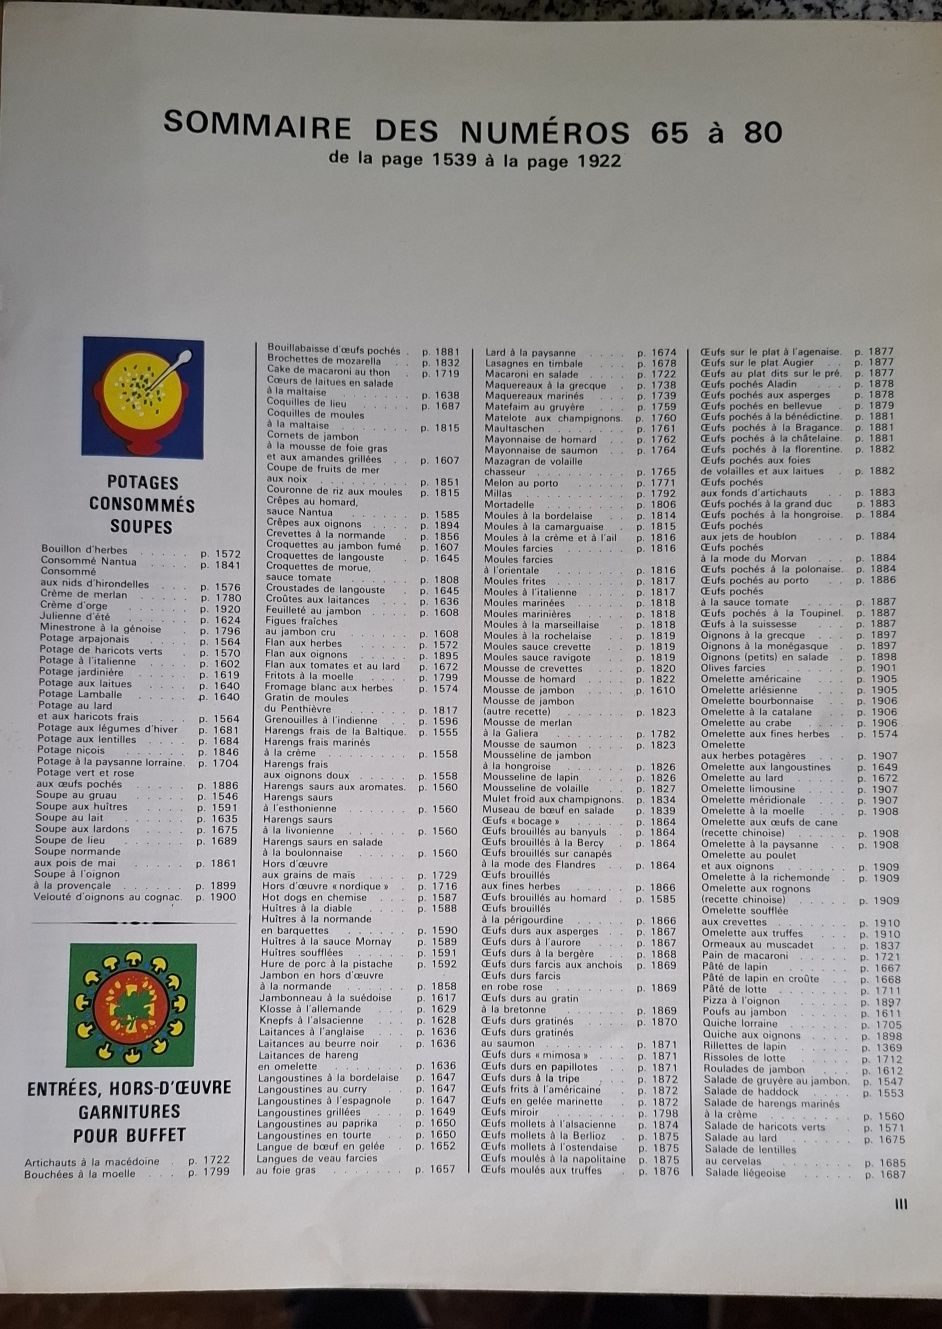 SOMMAIRE DES NUMÉROS 65 à 80
de la page 1539 à la page 1922
POTAGES
CONSOMMÉS
SOUPES
Bouillon d'herbes . . . . . p. 1572
Consommé Nantua . . . p. 1841
Consommé
aux nids d'hirondelles . . p. 1576
Crème de merlan . . . . p. 1780
Crème d'orge . . . . . p. 1920
Julienne d'été . . . . . p. 1624
Minestrone à la génoise . p. 1796
Potage arpajonais . . . . p. 1564
Potage de haricots verts . p. 1570
Potage à l'italienne . . . p. 1602
Potage jardinière . . . . p. 1619
Potage aux laitues . . . . p. 1640
Potage Lamballe . . . . p. 1640
Potage au lard
et aux haricots frais . . . p. 1564
Potage aux légumes d'hiver . p. 1681
Potage aux lentilles . . . . p. 1684
Potage niçois . . . . . p. 1846
Potage à la paysanne lorraine. p. 1704
Potage vert et rose
aux œufs pochés . . . . p. 1886
Soupe au gruau . . . . . p. 1546
Soupe aux huîtres . . . . p. 1591
Soupe au lait . . . . . p. 1635
Soupe aux lardons . . . . p. 1675
Soupe de lieu . . . . . p. 1689
Soupe normande
aux pois de mai . . . . . p. 1861
Soupe à l'oignon
à la provençale . . . . . p. 1899
Velouté d'oignons au cognac. p. 1900
ENTRÉES, HORS-D'ŒUVRE
GARNITURES
POUR BUFFET
Artichauts à la macédoine . p. 1722
Bouchées à la moelle . . . p. 1799
Bouillabaisse d'œufs pochés . p. 1881
Brochettes de mozarella . . p. 1832
Cake de macaroni au thon . p. 1719
Cœurs de laitues en salade
à la maltaise . . . . . p. 1638
Coquilles de lieu . . . . p. 1687
Coquilles de moules
à la maltaise . . . . . p. 1815
Cornets de jambon
à la mousse de foie gras
et aux amandes grillées . . p. 1607
Coupe de fruits de mer
aux noix . . . . . . p. 1851
Couronne de riz aux moules . p. 1815
Crêpes au homard,
sauce Nantua . . . . . p. 1585
Crêpes aux oignons . . . p. 1894
Crevettes à la normande . . p. 1856
Croquettes au jambon fumé . p. 1607
Croquettes de langouste . . p. 1645
Croquettes de morue,
sauce tomate . . . . . p. 1808
Croustades de langouste . . p. 1645
Croûtes aux laitances . . . p. 1636
Feuilleté au jambon . . . p. 1608
Figues fraîches
au jambon cru . . . . . p. 1608
Flan aux herbes . . . . p. 1572
Flan aux oignons . . . . p. 1895
Flan aux tomates et au lard . p. 1672
Fritots à la moelle . . . . p. 1799
Fromage blanc aux herbes . p. 1574
Gratin de moules
du Penthièvre . . . . . p. 1817
Grenouilles à l'indienne . . p. 1596
Harengs frais de la Baltique. p. 1555
Harengs frais marinés
à la crème . . . . . . p. 1558
Harengs frais
aux oignons doux . . . . p. 1558
Harengs saurs aux aromates. p. 1560
Harengs saurs
à l'esthonienne . . . . . p. 1560
Harengs saurs
à la livonienne . . . . . p. 1560
Harengs saurs en salade
à la boulonnaise . . . . p. 1560
Hors d'œuvre
aux grains de maïs . . . p. 1729
Hors d'œuvre « nordique » . p. 1716
Hot dogs en chemise . . . p. 1587
Huîtres à la diable . . . . p. 1588
Huîtres à la normande
en barquettes . . . . . p. 1590
Huîtres à la sauce Mornay . p. 1589
Huîtres soufflées . . . . p. 1591
Hure de porc à la pistache . p. 1592
Jambon en hors d'œuvre
à la normande . . . . . p. 1858
Jambonneau à la suédoise . p. 1617
Klosse à l'allemande . . . p. 1629
Knepfs à l'alsacienne . . . p. 1628
Laitances à l'anglaise . . . p. 1636
Laitances au beurre noir . . p. 1636
Laitances de hareng
en omelette . . . . . . p. 1636
Langoustines à la bordelaise . p. 1647
Langoustines au curry . . . p. 1647
Langoustines à l'espagnole . p. 1647
Langoustines grillées . . . p. 1649
Langoustines au paprika . . p. 1650
Langoustines en tourte . . p. 1650
Langue de bœuf en gelée . p. 1652
Langues de veau farcies
au foie gras . . . . . . p. 1657
Lard à la paysanne . . . . p. 1674
Lasagnes en timbale . . . p. 1678
Macaroni en salade . . . . p. 1722
Maquereaux à la grecque . p. 1738
Maquereaux marinés . . . p. 1739
Matefaim au gruyère . . . p. 1759
Matelote aux champignons. p. 1760
Maultaschen . . . . . . p. 1761
Mayonnaise de homard . . p. 1762
Mayonnaise de saumon . . p. 1764
Mazagran de volaille
chasseur . . . . . . . p. 1765
Melon au porto . . . . . p. 1771
Millas . . . . . . . . p. 1792
Mortadelle . . . . . . p. 1806
Moules à la bordelaise . . p. 1814
Moules à la camarguaise . . p. 1815
Moules à la crème et à l'ail . p. 1816
Moules farcies . . . . . p. 1816
Moules farcies
à l'orientale . . . . . . p. 1816
Moules frites . . . . . . p. 1817
Moules à l'italienne . . . p. 1817
Moules marinées . . . . p. 1818
Moules marinières . . . . p. 1818
Moules à la marseillaise . . p. 1818
Moules à la rochelaise . . p. 1819
Moules sauce crevette . . p. 1819
Moules sauce ravigote . . p. 1819
Mousse de crevettes . . . p. 1820
Mousse de homard . . . . p. 1822
Mousse de jambon . . . . p. 1610
Mousse de jambon
(autre recette) . . . . . p. 1823
Mousse de merlan
à la Galiera . . . . . . p. 1782
Mousse de saumon . . . . p. 1823
Mousseline de jambon
à la hongroise . . . . . p. 1826
Mousseline de lapin . . . p. 1826
Mousseline de volaille . . . p. 1827
Mulet froid aux champignons. p. 1834
Museau de bœuf en salade . p. 1839
Œufs « bocage » . . . . p. 1864
Œufs brouillés au banyuls . p. 1864
Œufs brouillés à la Bercy . p. 1864
Œufs brouillés sur canapés
à la mode des Flandres . . p. 1864
Œufs brouillés
aux fines herbes . . . . p. 1866
Œufs brouillés au homard . p. 1585
Œufs brouillés
à la périgourdine . . . . p. 1866
Œufs durs aux asperges . . p. 1867
Œufs durs à l'aurore . . . p. 1867
Œufs durs à la bergère . . p. 1868
Œufs durs farcis aux anchois p. 1869
Œufs durs farcis
en robe rose . . . . . . p. 1869
Œufs durs au gratin
à la bretonne . . . . . p. 1869
Œufs durs gratinés . . . . p. 1870
Œufs durs gratinés
au saumon . . . . . . p. 1871
Œufs durs « mimosa » . . . p. 1871
Œufs durs en papillotes . . p. 1871
Œufs durs à la tripe . . . p. 1872
Œufs frits à l'américaine . . p. 1872
Œufs en gelée marinette . . p. 1872
Œufs miroir . . . . . . p. 1798
Œufs mollets à l'alsacienne . p. 1874
Œufs mollets à la Berlioz . p. 1875
Œufs mollets à l'ostendaise . p. 1875
Œufs moulés à la napolitaine p. 1875
Œufs moulés aux truffes . . p. 1876
Œufs sur le plat à l'agenaise. p. 1877
Œufs sur le plat Augier . . p. 1877
Œufs au plat dits sur le pré. p. 1877
Œufs pochés Aladin . . . p. 1878
Œufs pochés aux asperges . p. 1878
Œufs pochés en bellevue . p. 1879
Œufs pochés à la bénédictine. p. 1881
Œufs pochés à la Bragance. p. 1881
Œufs pochés à la châtelaine. p. 1881
Œufs pochés à la florentine. p. 1882
Œufs pochés aux foies
de volailles et aux laitues . p. 1882
Œufs pochés
aux fonds d'artichauts . . p. 1883
Œufs pochés à la grand duc . p. 1883
Œufs pochés à la hongroise. p. 1884
Œufs pochés
aux jets de houblon . . . p. 1884
Œufs pochés
à la mode du Morvan . . p. 1884
Œufs pochés à la polonaise. p. 1884
Œufs pochés au porto . . . p. 1886
Œufs pochés
à la sauce tomate . . . . p. 1887
Œufs pochés à la Toupinel. p. 1887
Œufs à la suissesse . . . p. 1887
Oignons à la grecque . . . p. 1897
Oignons à la monégasque . p. 1897
Oignons (petits) en salade . p. 1898
Olives farcies . . . . . p. 1901
Omelette américaine . . . p. 1905
Omelette arlésienne . . . p. 1905
Omelette bourbonnaise . . p. 1906
Omelette à la catalane . . p. 1906
Omelette au crabe . . . . p. 1906
Omelette aux fines herbes . p. 1574
Omelette
aux herbes potagères . . . p. 1907
Omelette aux langoustines . p. 1649
Omelette au lard . . . . p. 1672
Omelette limousine . . . . p. 1907
Omelette méridionale . . . p. 1907
Omelette à la moelle . . . p. 1908
Omelette aux œufs de cane
(recette chinoise) . . . . p. 1908
Omelette à la paysanne . . p. 1908
Omelette au poulet
et aux oignons . . . . . p. 1909
Omelette à la richemonde . p. 1909
Omelette aux rognons
(recette chinoise) . . . . p. 1909
Omelette soufflée
aux crevettes . . . . . p. 1910
Omelette aux truffes . . . p. 1910
Ormeaux au muscadet . . . p. 1837
Pain de macaroni . . . . p. 1721
Pâté de lapin . . . . . p. 1667
Pâté de lapin en croûte . . p. 1668
Pâté de lotte . . . . . . p. 1711
Pizza à l'oignon . . . . p. 1897
Poufs au jambon . . . . p. 1611
Quiche lorraine . . . . . p. 1705
Quiche aux oignons . . . p. 1898
Rillettes de lapin . . . . p. 1369
Rissoles de lotte . . . . p. 1712
Roulades de jambon . . . p. 1612
Salade de gruyère au jambon. p. 1547
Salade de haddock . . . . p. 1553
Salade de harengs marinés
à la crème . . . . . . p. 1560
Salade de haricots verts . . p. 1571
Salade au lard . . . . . p. 1675
Salade de lentilles
au cervelas . . . . . . p. 1685
Salade liégeoise . . . . . p. 1687
III